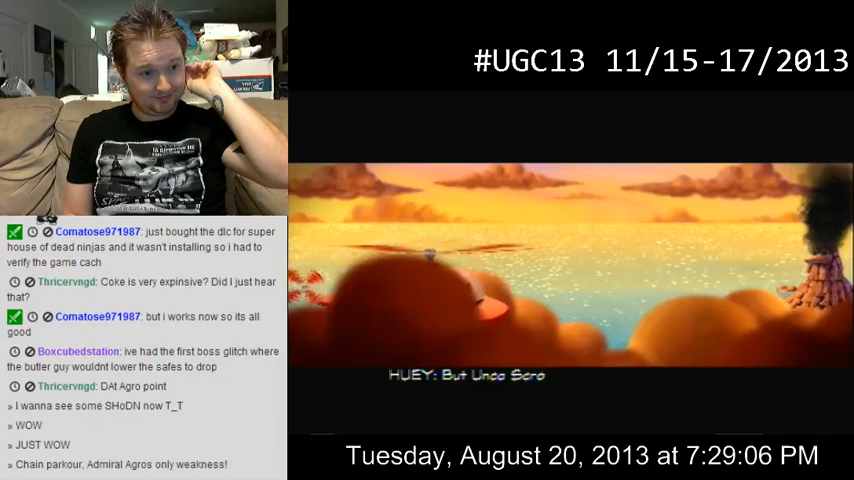 #UGC13 11/15-17/2013
Comatose971987: just bought the dlc for super
house of dead ninjas and it wasn't installing so i had to
verify the game cach
Thricervngd: Coke is very expinsive? Did I just hear
that?
Comatose971987: but i works now so its all
good
Boxcubedstation: ive had the first boss glitch where
the butler guy wouldnt lower the safes to drop
Thricervngd: DAt Agro point
» I wanna see some SHoDN now T_T
» WOW
» JUST WOW
» Chain parkour, Admiral Agros only weakness!
HUEY: But Unca Scro
Tuesday, August 20, 2013 at 7:29:06 PM